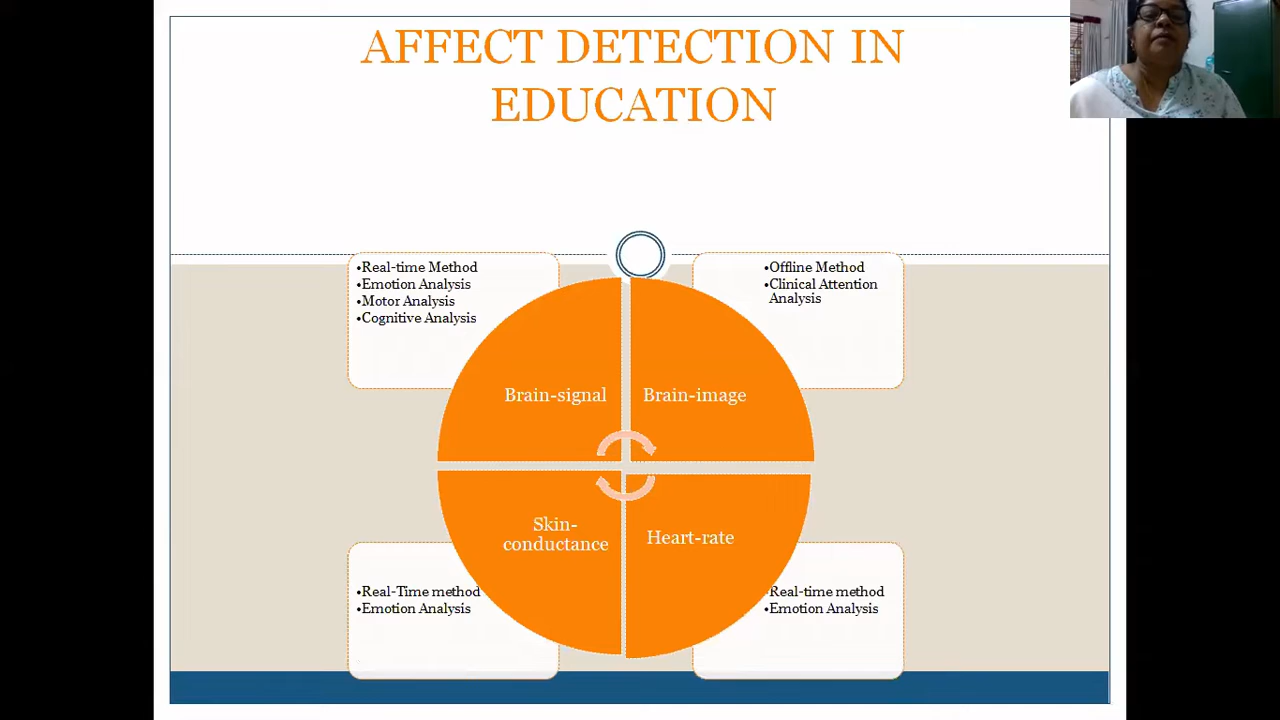 AFFECT DETECTION IN
EDUCATION
•Real-time Method
•Emotion Analysis
•Motor Analysis
•Cognitive Analysis
•Offline Method
•Clinical Attention
Analysis
Brain-signal
Brain-image
Skin-
conductance
Heart-rate
•Real-Time method
•Emotion Analysis
•Real-time method
•Emotion Analysis